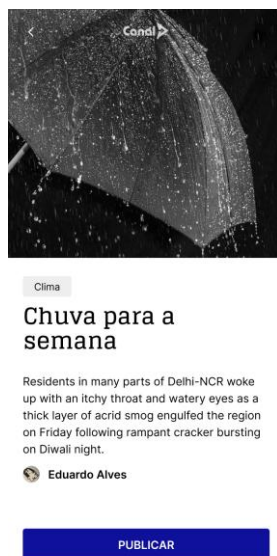 Canal
Clima
Chuva para a
semana
Residents in many parts of Delhi-NCR woke
up with an itchy throat and watery eyes as a
thick layer of acrid smog engulfed the region
on Friday following rampant cracker bursting
on Diwali night.
Eduardo Alves
PUBLICAR